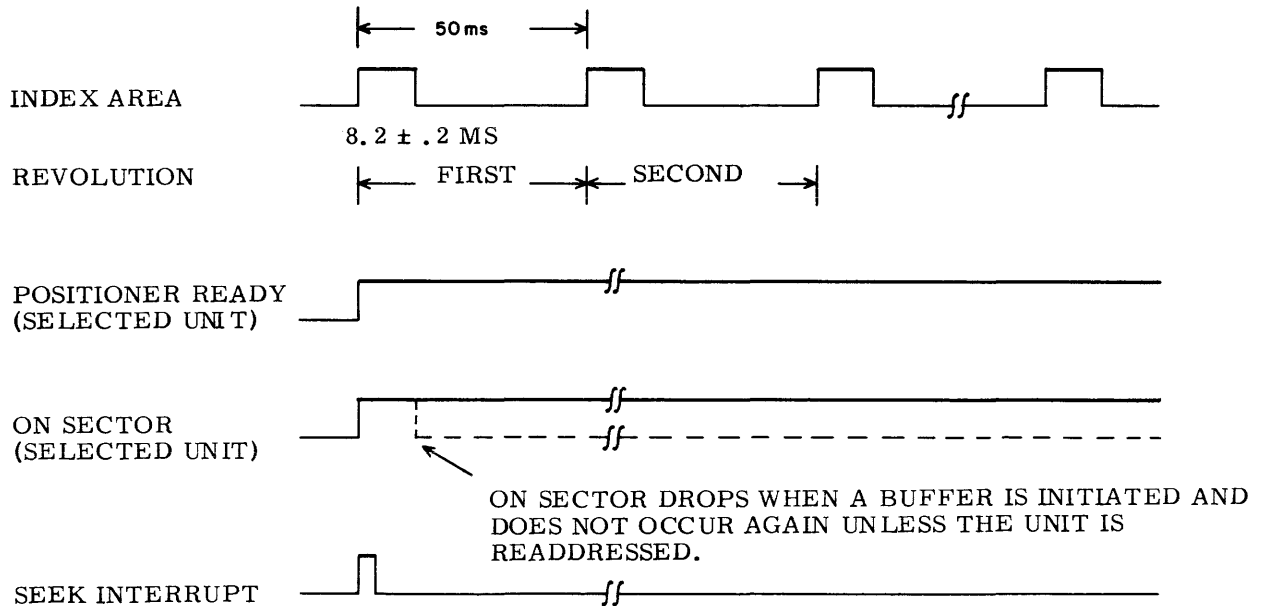 50ms
INDEX AREA
8.2 ± .2 MS
REVOLUTION
FIRST
SECOND
POSITIONER READY
(SELECTED UNIT)
ON SECTOR
(SELECTED UNIT)
ON SECTOR DROPS WHEN A BUFFER IS INITIATED AND
DOES NOT OCCUR AGAIN UNLESS THE UNIT IS
READDRESSED.
SEEK INTERRUPT